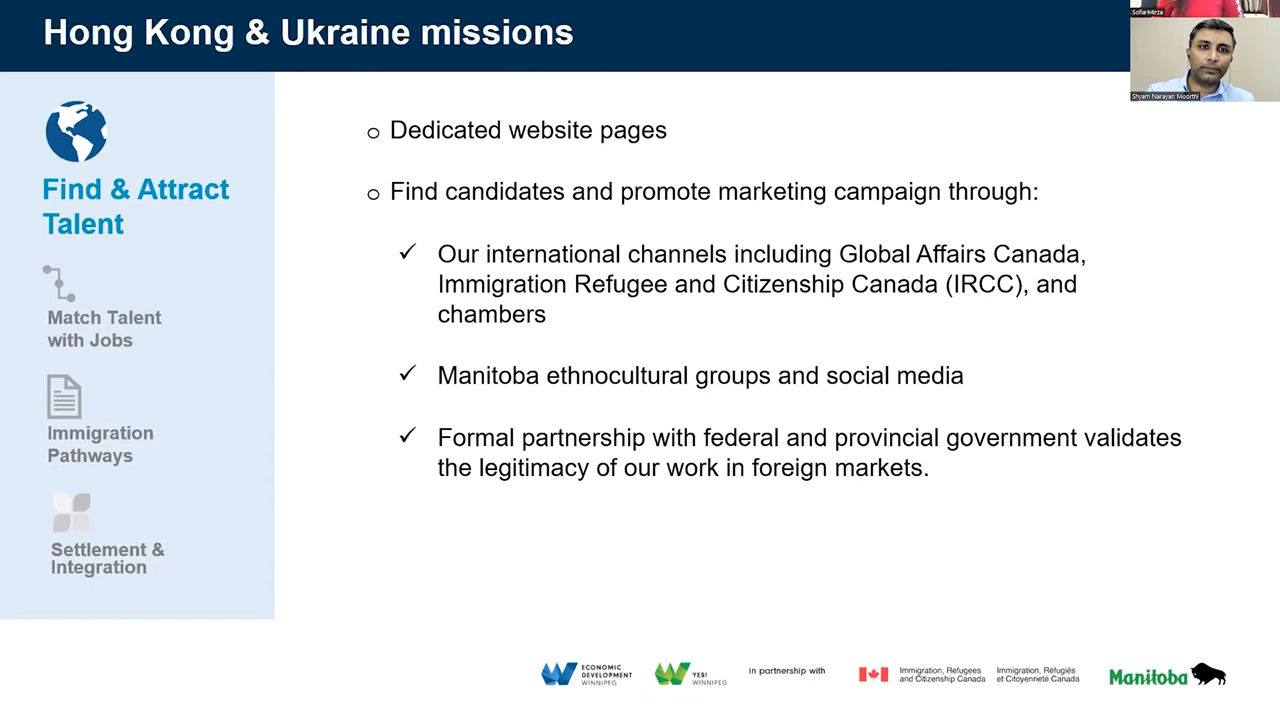 Hong Kong & Ukraine missions
Sofia Mirza
Shyam Narayan Moorthi
Find & Attract
Talent
Match Talent
with Jobs
Immigration
Pathways
Settlement &
Integration
o Dedicated website pages
o Find candidates and promote marketing campaign through:
✓ Our international channels including Global Affairs Canada,
Immigration Refugee and Citizenship Canada (IRCC), and
chambers
✓ Manitoba ethnocultural groups and social media
✓ Formal partnership with federal and provincial government validates
the legitimacy of our work in foreign markets.
ECONOMIC
DEVELOPMENT
WINNIPEG
YES!
WINNIPEG
in partnership with
Immigration, Refugees
and Citizenship Canada
Immigration, Réfugiés
et Citoyenneté Canada
Manitoba